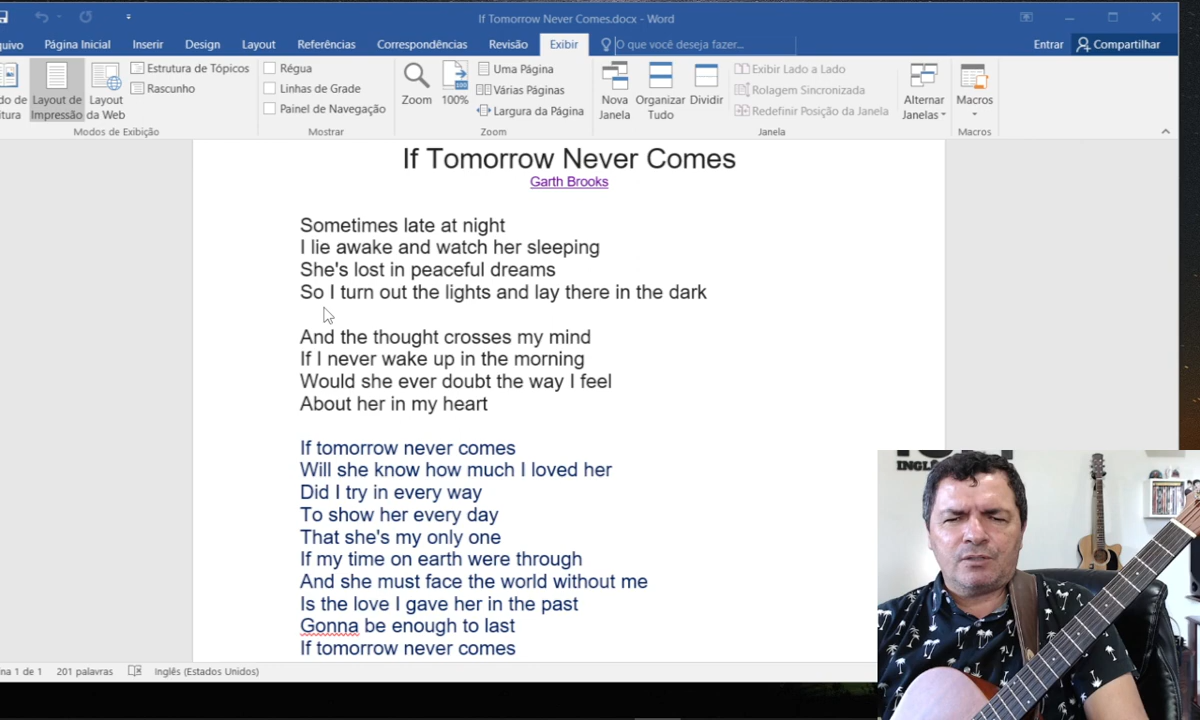 If Tomorrow Never Comes.docx - Word
Página Inicial Inserir Design Layout Referências Correspondências Revisão Exibir O que você deseja fazer... Entrar Compartilhar
Layout de Impressão
Layout da Web
Estrutura de Tópicos
Rascunho
Modos de Exibição
Régua
Linhas de Grade
Painel de Navegação
Mostrar
Zoom
100%
Uma Página
Várias Páginas
Largura da Página
Zoom
Nova Janela
Organizar Tudo
Dividir
Exibir Lado a Lado
Rolagem Sincronizada
Redefinir Posição da Janela
Janela
Alternar Janelas
Macros
Macros
If Tomorrow Never Comes
Garth Brooks
Sometimes late at night
I lie awake and watch her sleeping
She's lost in peaceful dreams
So I turn out the lights and lay there in the dark
And the thought crosses my mind
If I never wake up in the morning
Would she ever doubt the way I feel
About her in my heart
If tomorrow never comes
Will she know how much I loved her
Did I try in every way
To show her every day
That she's my only one
If my time on earth were through
And she must face the world without me
Is the love I gave her in the past
Gonna be enough to last
If tomorrow never comes
1 de 1 201 palavras Inglês (Estados Unidos)